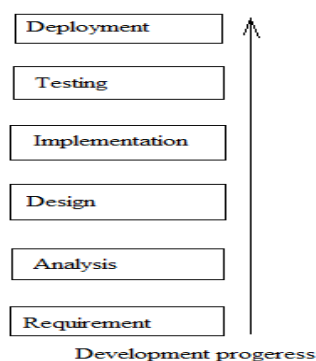 Deployment
Testing
Implementation
Design
Analysis
Requirement
Development progeress